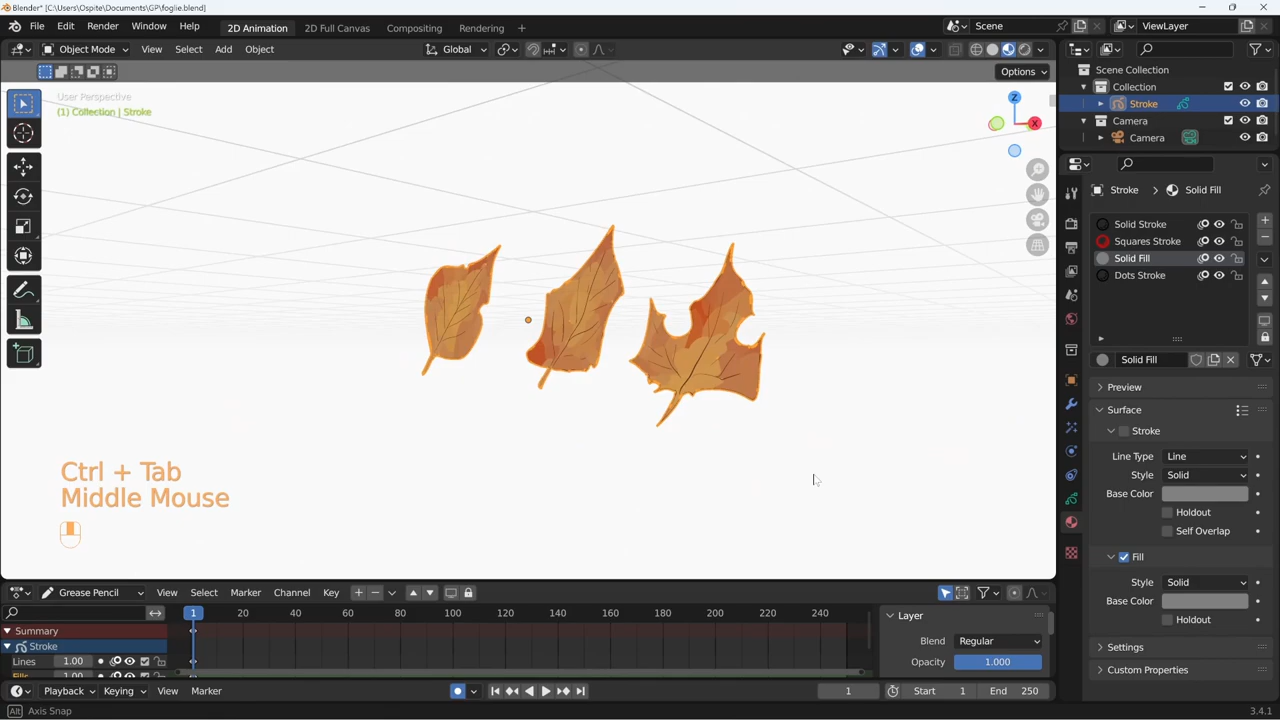 Blender* [C:\Users\Ospite\Documents\GP\foglie.blend]
File Edit Render Window Help 2D Animation 2D Full Canvas Compositing Rendering + Scene ViewLayer
Object Mode View Select Add Object Global
Options
User Perspective
(1) Collection | Stroke
Z
X
Scene Collection
Collection
Stroke
Camera
Camera
Stroke > Solid Fill
Solid Stroke
Squares Stroke
Solid Fill
Dots Stroke
Solid Fill
Preview
Surface
Stroke
Line Type Line
Style Solid
Base Color
Holdout
Self Overlap
Fill
Style Solid
Base Color
Holdout
Settings
Custom Properties
Ctrl + Tab
Middle Mouse
Grease Pencil View Select Marker Channel Key
1 20 40 60 80 100 120 140 160 180 200 220 240
Summary
Stroke
Lines 1.00
Fills 1.00
Layer
Blend Regular
Opacity 1.000
Playback Keying View Marker 1 Start 1 End 250
Alt Axis Snap 3.4.1